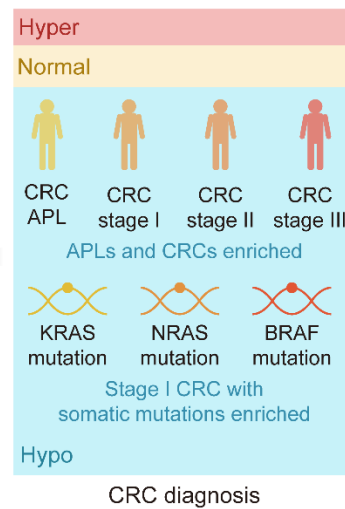 Hyper
Normal
CRC APL
CRC stage I
CRC stage II
CRC stage III
APLs and CRCs enriched
KRAS mutation
NRAS mutation
BRAF mutation
Stage I CRC with
somatic mutations enriched
Hypo
CRC diagnosis